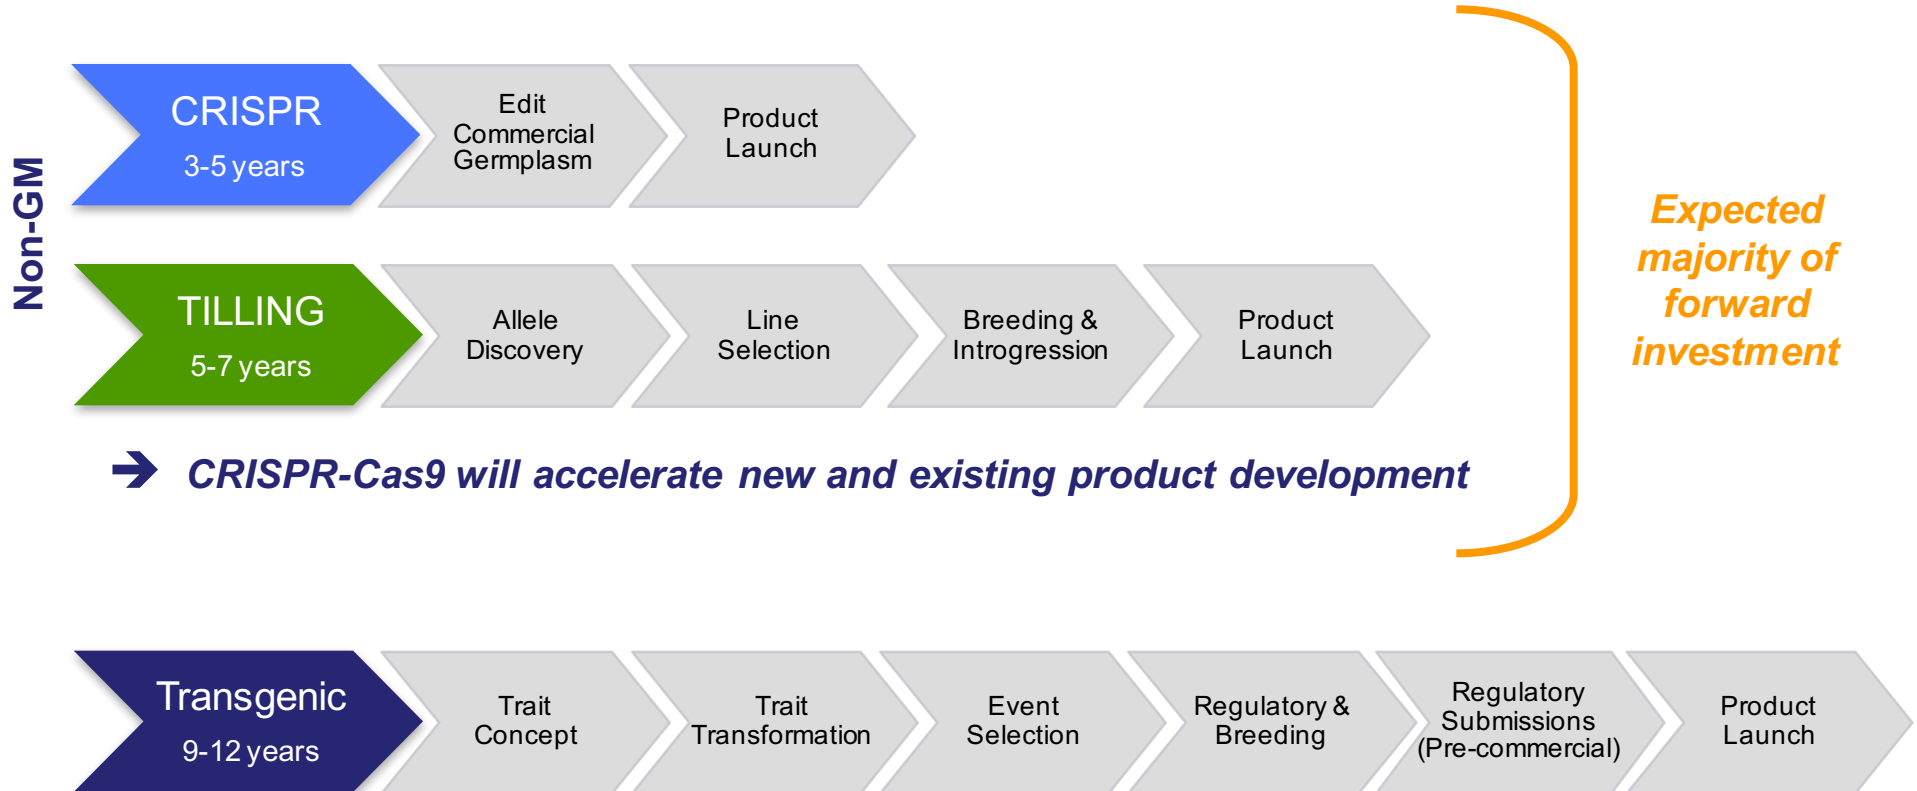 Non-GM
CRISPR
3-5 years
Edit
Commercial
Germplasm
Product
Launch
TILLING
5-7 years
Allele
Discovery
Line
Selection
Breeding &
Introgression
Product
Launch
➔ CRISPR-Cas9 will accelerate new and existing product development
Expected
majority of
forward
investment
Transgenic
9-12 years
Trait
Concept
Trait
Transformation
Event
Selection
Regulatory &
Breeding
Regulatory
Submissions
(Pre-commercial)
Product
Launch